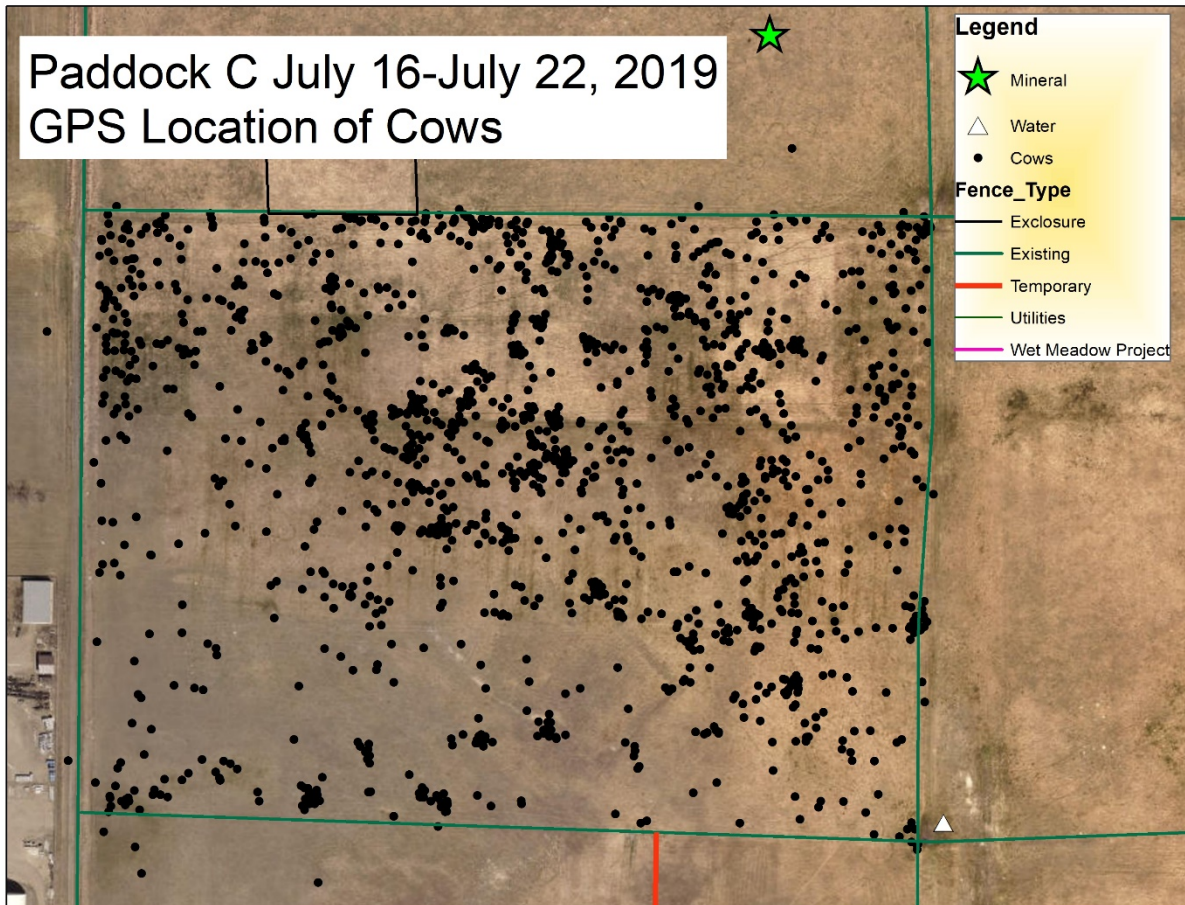 Paddock C July 16-July 22, 2019
GPS Location of Cows
Legend
Mineral
Water
Cows
Fence_Type
Exclosure
Existing
Temporary
Utilities
Wet Meadow Project